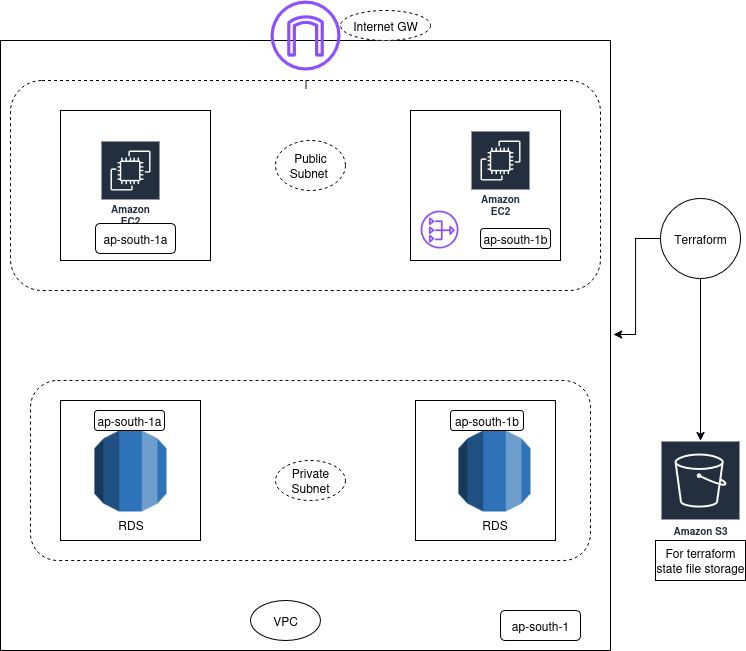 Internet GW
Public
Subnet
Amazon
EC2
ap-south-1a
Amazon
EC2
ap-south-1b
Terraform
ap-south-1a
RDS
Private
Subnet
ap-south-1b
RDS
Amazon S3
For terraform
state file storage
VPC
ap-south-1